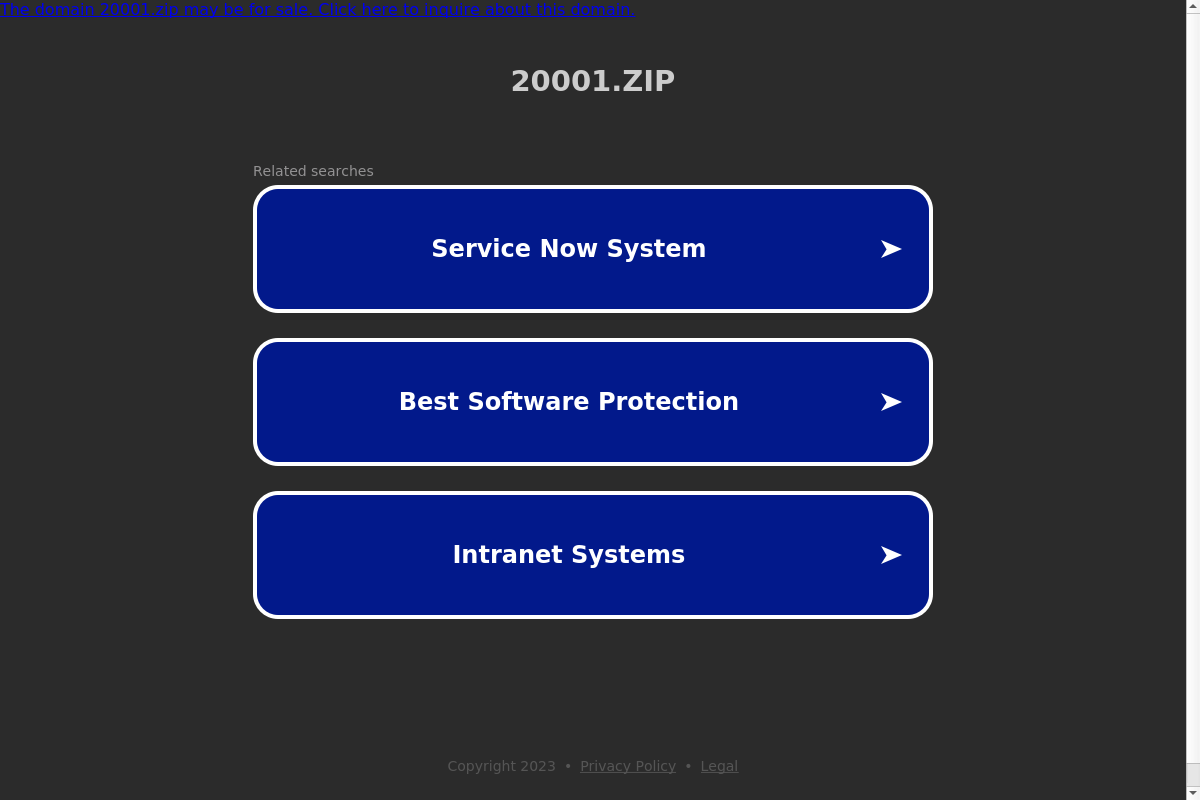 The domain 20001.zip may be for sale. Click here to inquire about this domain.
20001.ZIP
Related searches
Service Now System
Best Software Protection
Intranet Systems
Copyright 2023 • Privacy Policy • Legal